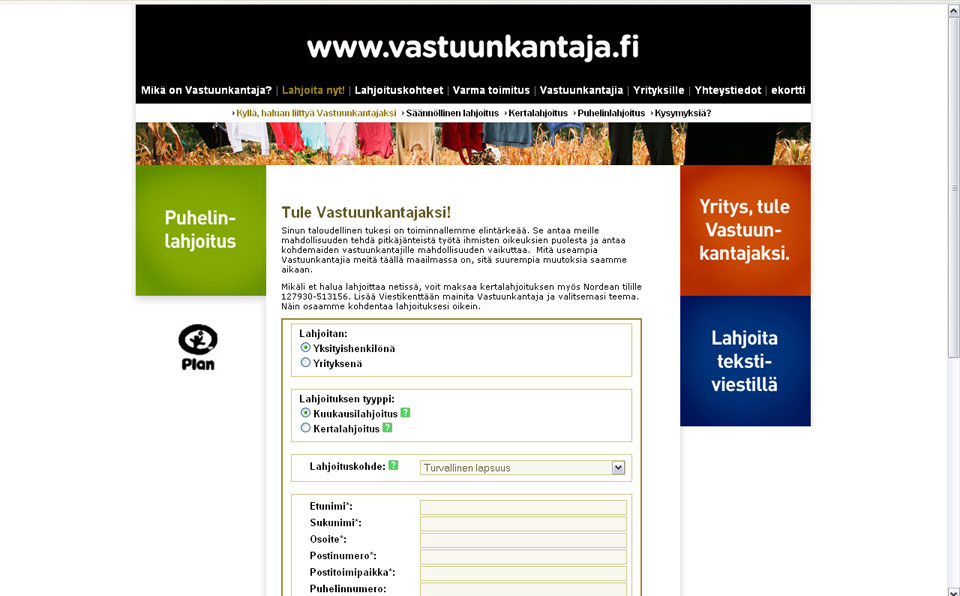 www.vastuunkantaja.fi
Mikä on Vastuunkantaja? | Lahjoita nyt! | Lahjoituskohteet | Varma toimitus | Vastuunkantajia | Yrityksille | Yhteystiedot | ekortti
› Kyllä, haluan liittyä Vastuunkantajaksi › Säännöllinen lahjoitus › Kertalahjoitus › Puhelinlahjoitus › Kysymyksiä?
Puhelin-
lahjoitus
Plan
Tule Vastuunkantajaksi!
Sinun taloudellinen tukesi on toiminnallemme elintärkeää. Se antaa meille
mahdollisuuden tehdä pitkäjänteistä työtä ihmisten oikeuksien puolesta ja antaa
kohdemaiden vastuunkantajille mahdollisuuden vaikuttaa. Mitä useampia
Vastuunkantajia meitä täällä maailmassa on, sitä suurempia muutoksia saamme
aikaan.
Mikäli et halua lahjoittaa netissä, voit maksaa kertalahjoituksen myös Nordean tilille
127930-513156. Lisää Viestikenttään mainita Vastuunkantaja ja valitsemasi teema.
Näin osaamme kohdentaa lahjoituksesi oikein.
Lahjoitan:
Yksityishenkilönä
Yrityksenä
Lahjoituksen tyyppi:
Kuukausilahjoitus ?
Kertalahjoitus ?
Lahjoituskohde: ? Turvallinen lapsuus
Etunimi*:
Sukunimi*:
Osoite*:
Postinumero*:
Postitoimipaikka*:
Puhelinnumero:
Yritys, tule
Vastuun-
kantajaksi.
Lahjoita
teksti-
viestillä